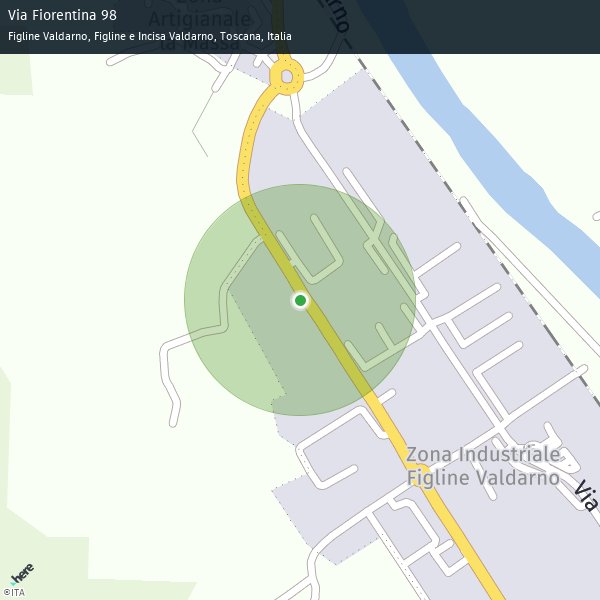 Via Fiorentina 98
Figline Valdarno, Figline e Incisa Valdarno, Toscana, Italia
Zona
Artigianale
la Massa
Zona Industriale
Figline Valdarno
Via
here
©ITA